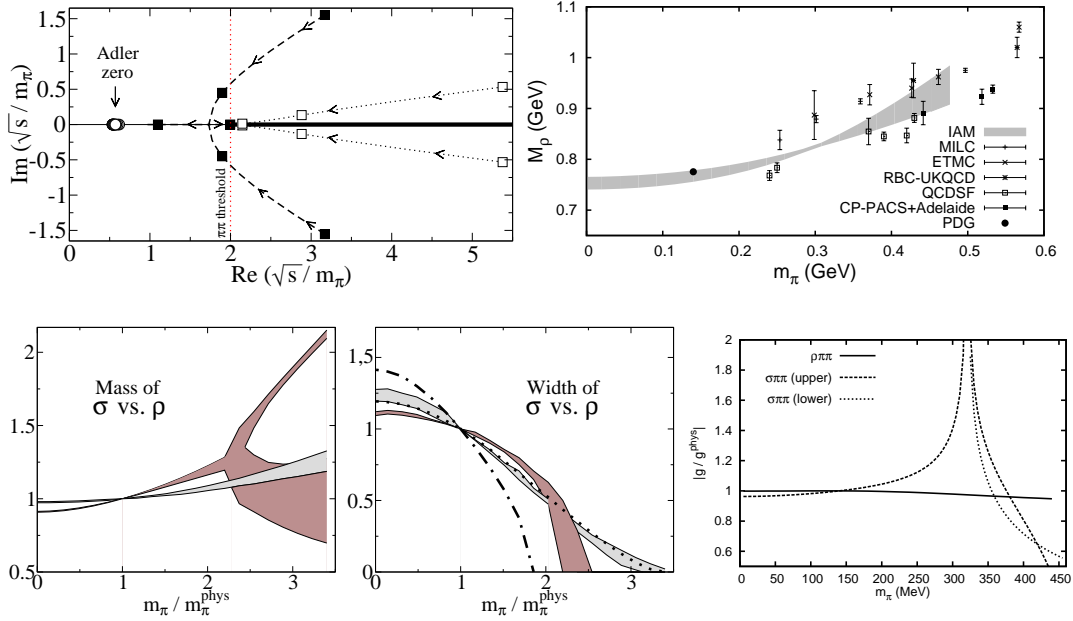 1.5
1
0.5
0
-0.5
-1
-1.5
Im (√s / mπ)
Adler
zero
ππ threshold
0 1 2 3 4 5
Re (√s / mπ)
1.1
1
0.9
0.8
0.7
Mρ (GeV)
IAM
MILC
ETMC
RBC-UKQCD
QCDSF
CP-PACS+Adelaide
PDG
0 0.1 0.2 0.3 0.4 0.5 0.6
mπ (GeV)
2
1.5
1
0.5
Mass of
σ vs. ρ
0 1 2 3
mπ / mπ^phys
1,5
1
0.5
0
Width of
σ vs. ρ
0 1 2 3
mπ / mπ^phys
2
1.8
1.6
1.4
1.2
1
0.8
0.6
|g / g^phys|
ρππ
σππ (upper)
σππ (lower)
0 50 100 150 200 250 300 350 400 450
mπ (MeV)